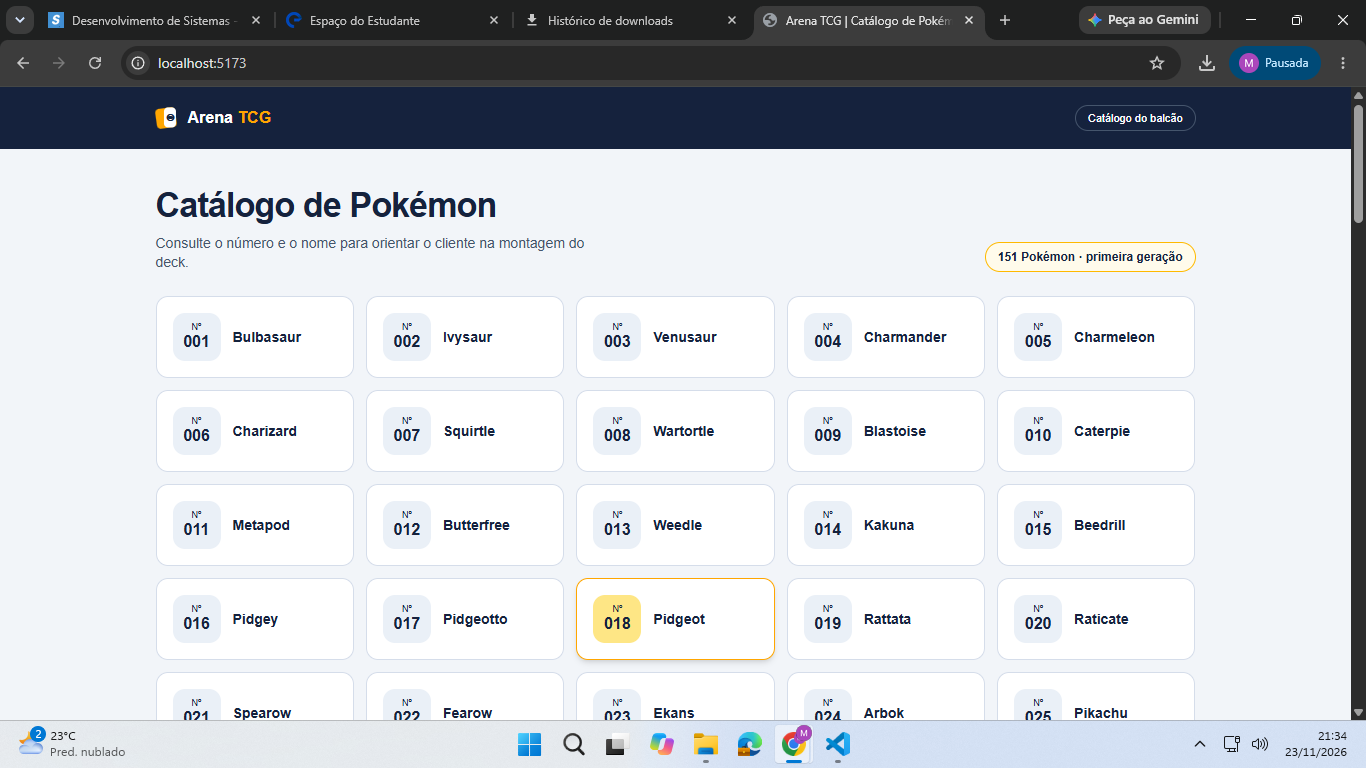 Desenvolvimento de Sistemas -
Espaço do Estudante
Histórico de downloads
Arena TCG | Catálogo de Pokém
Peça ao Gemini
localhost:5173
M
Pausada
Arena TCG
Catálogo do balcão
Catálogo de Pokémon
Consulte o número e o nome para orientar o cliente na montagem do
deck.
151 Pokémon · primeira geração
Nº
001
Bulbasaur
Nº
002
Ivysaur
Nº
003
Venusaur
Nº
004
Charmander
Nº
005
Charmeleon
Nº
006
Charizard
Nº
007
Squirtle
Nº
008
Wartortle
Nº
009
Blastoise
Nº
010
Caterpie
Nº
011
Metapod
Nº
012
Butterfree
Nº
013
Weedle
Nº
014
Kakuna
Nº
015
Beedrill
Nº
016
Pidgey
Nº
017
Pidgeotto
Nº
018
Pidgeot
Nº
019
Rattata
Nº
020
Raticate
Nº
021
Spearow
Nº
022
Fearow
Nº
023
Ekans
Nº
024
Arbok
Nº
025
Pikachu
2
23°C
Pred. nublado
M
21:34
23/11/2026